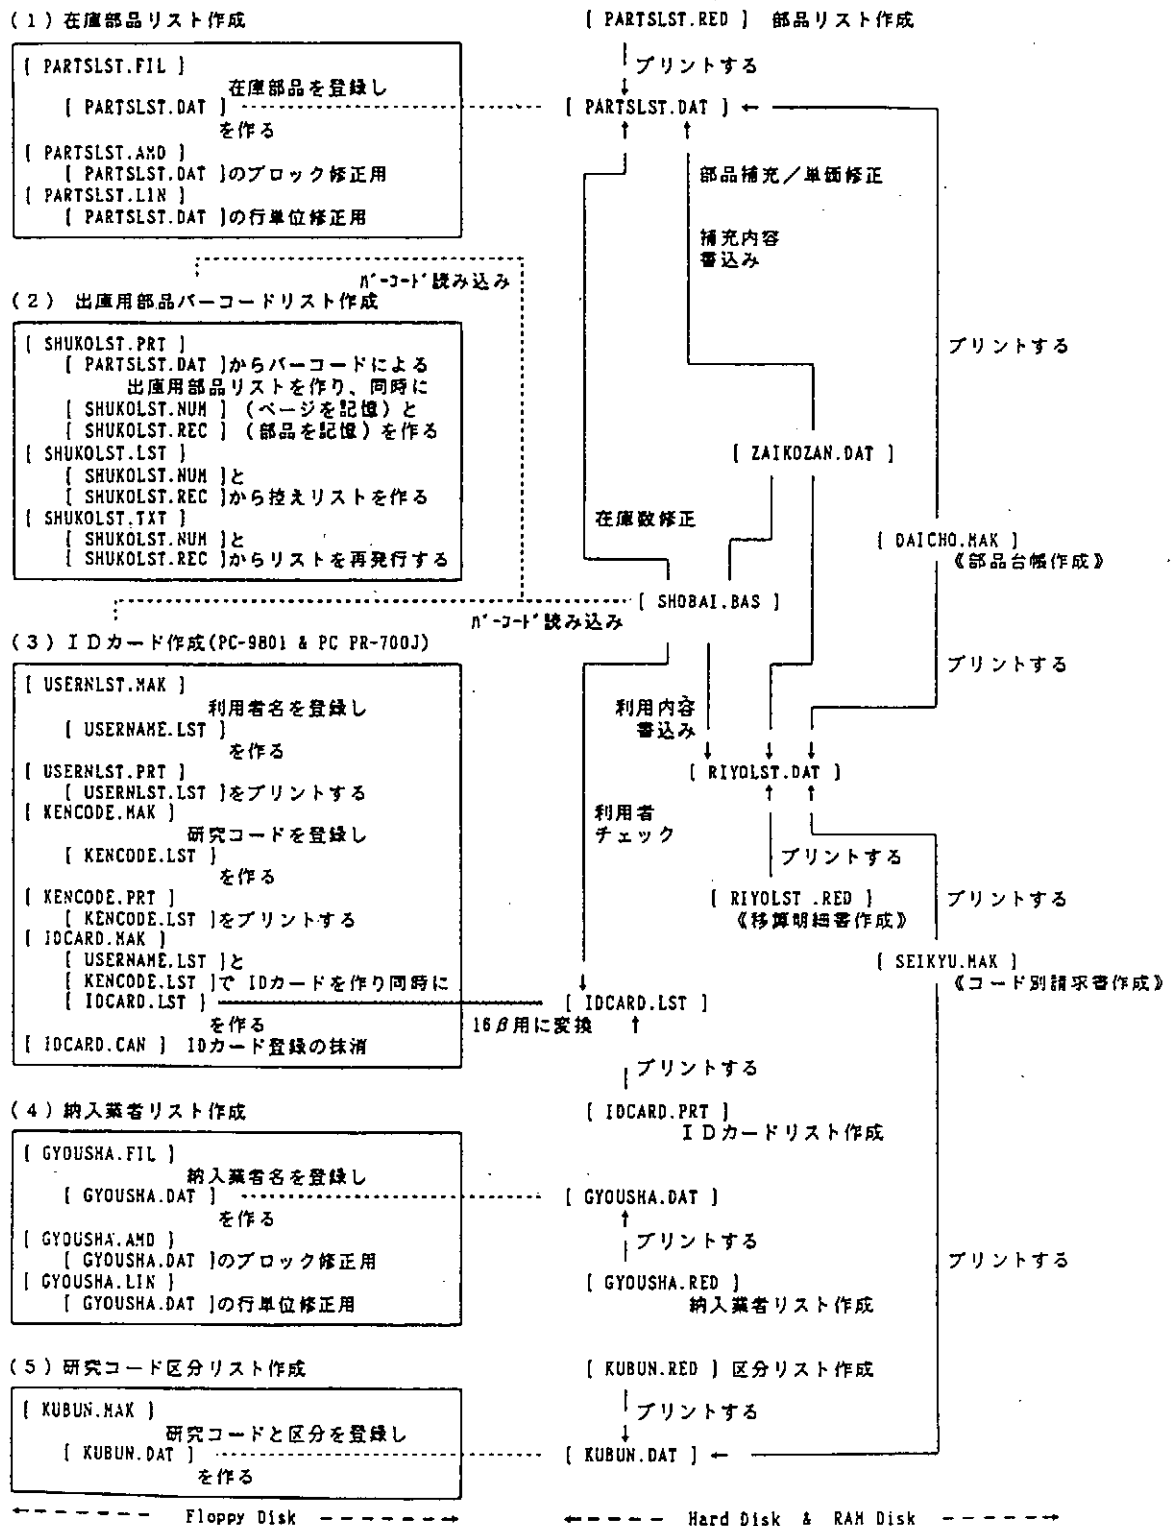 (1)在庫部品リスト作成
[ PARTSLST.FIL ]
在庫部品を登録し
[ PARTSLST.DAT ]
を作る
[ PARTSLST.AMD ]
[ PARTSLST.DAT ]のブロック修正用
[ PARTSLST.LIN ]
[ PARTSLST.DAT ]の行単位修正用
バーコード読み込み
(2) 出庫用部品バーコードリスト作成
[ SHUKOLST.PRT ]
[ PARTSLST.DAT ]からバーコードによる
出庫用部品リストを作り、同時に
[ SHUKOLST.NUM ] (ページを記憶)と
[ SHUKOLST.REC ] (部品を記憶)を作る
[ SHUKOLST.LST ]
[ SHUKOLST.NUM ]と
[ SHUKOLST.REC ]から控えリストを作る
[ SHUKOLST.TXT ]
[ SHUKOLST.NUM ]と
[ SHUKOLST.REC ]からリストを再発行する
バーコード読み込み
(3)IDカード作成(PC-9801 & PC PR-700J)
[ USERNLST.MAK ]
利用者名を登録し
[ USERNAME.LST ]
を作る
[ USERNLST.PRT ]
[ USERNLST.LST ]をプリントする
[ KENCODE.MAK ]
研究コードを登録し
[ KENCODE.LST ]
を作る
[ KENCODE.PRT ]
[ KENCODE.LST ]をプリントする
[ IDCARD.MAK ]
[ USERNAME.LST ]と
[ KENCODE.LST ]で IDカードを作り同時に
[ IDCARD.LST ]
を作る
[ IDCARD.CAN ] IDカード登録の抹消
16β用に変換
(4)納入業者リスト作成
[ GYOUSHA.FIL ]
納入業者名を登録し
[ GYOUSHA.DAT ]
を作る
[ GYOUSHA.AMD ]
[ GYOUSHA.DAT ]のブロック修正用
[ GYOUSHA.LIN ]
[ GYOUSHA.DAT ]の行単位修正用
(5)研究コード区分リスト作成
[ KUBUN.MAK ]
研究コードと区分を登録し
[ KUBUN.DAT ]
を作る
Floppy Disk
[ PARTSLST.RED ] 部品リスト作成
プリントする
[ PARTSLST.DAT ]
部品補充/単価修正
補充内容
書込み
プリントする
[ ZAIKOZAN.DAT ]
在庫数修正
[ DAICHO.MAK ]
《部品台帳作成》
[ SHOBAI.BAS ]
プリントする
利用内容
書込み
[ RIYOLST.DAT ]
利用者
チェック
プリントする
[ RIYOLST .RED ]
《移算明細書作成》
プリントする
[ SEIKYU.MAK ]
《コード別請求書作成》
[ IDCARD.LST ]
プリントする
[ IDCARD.PRT ]
IDカードリスト作成
[ GYOUSHA.DAT ]
プリントする
[ GYOUSHA.RED ]
納入業者リスト作成
プリントする
[ KUBUN.RED ] 区分リスト作成
プリントする
[ KUBUN.DAT ]
Hard Disk & RAM Disk